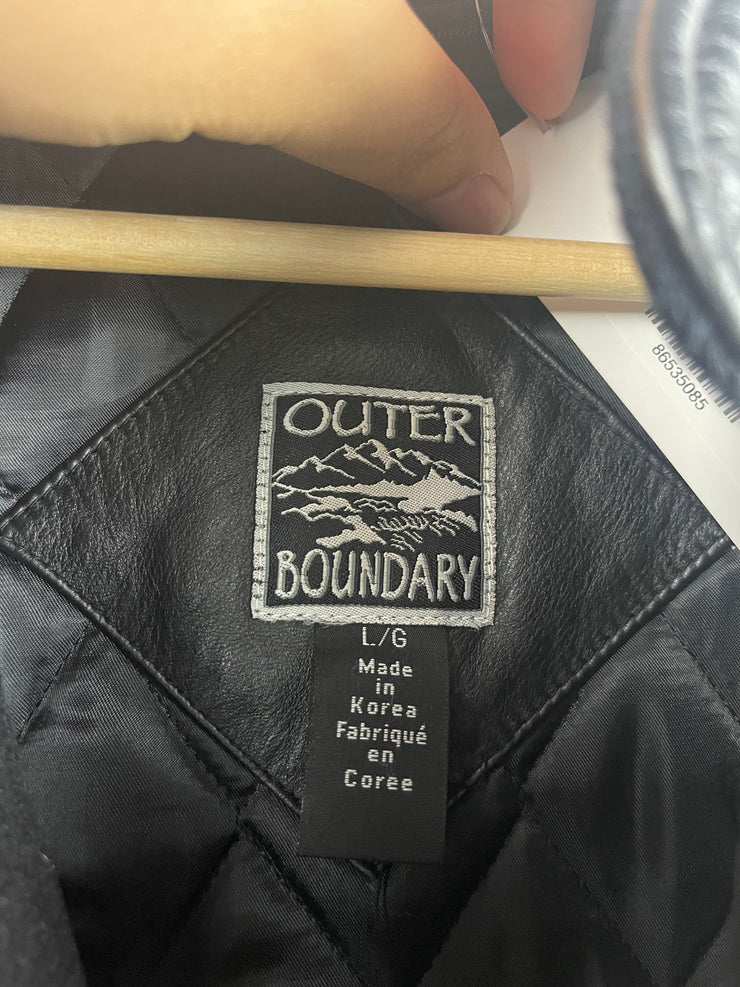 OUTER
BOUNDARY
L/G
Made
in
Korea
Fabriqué
en
Corée
86535085